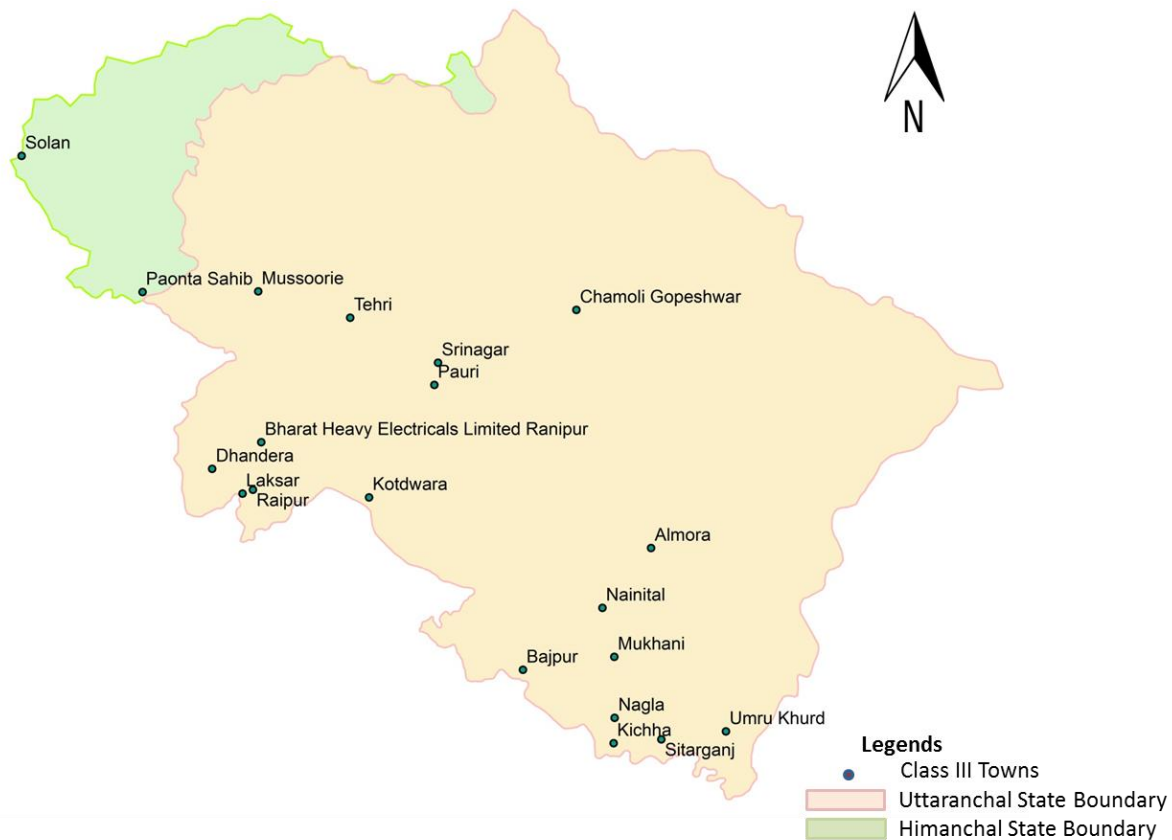 N
Solan
Paonta Sahib
Mussoorie
Tehri
Chamoli Gopeshwar
Srinagar
Pauri
Bharat Heavy Electricals Limited Ranipur
Dhandera
Laksar
Raipur
Kotdwara
Almora
Nainital
Mukhani
Bajpur
Nagla
Umru Khurd
Kichha
Sitarganj
Legends
Class III Towns
Uttaranchal State Boundary
Himanchal State Boundary